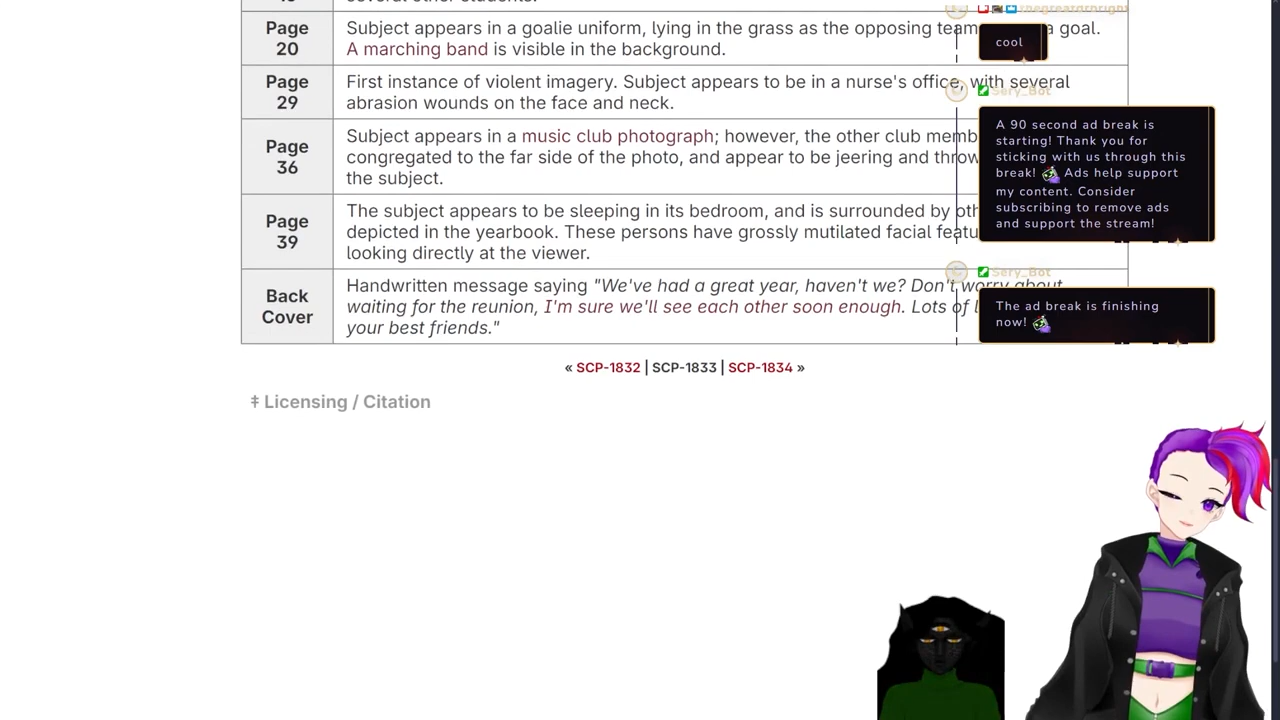 several other students.
Page
20
Subject appears in a goalie uniform, lying in the grass as the opposing team a goal.
A marching band is visible in the background.
Page
29
First instance of violent imagery. Subject appears to be in a nurse's office, with several
abrasion wounds on the face and neck.
Page
36
Subject appears in a music club photograph; however, the other club memb
congregated to the far side of the photo, and appear to be jeering and throw
the subject.
Page
39
The subject appears to be sleeping in its bedroom, and is surrounded by oth
depicted in the yearbook. These persons have grossly mutilated facial featu
looking directly at the viewer.
Back
Cover
Handwritten message saying "We've had a great year, haven't we? Don't worry about
waiting for the reunion, I'm sure we'll see each other soon enough. Lots of l
your best friends."
« SCP-1832 | SCP-1833 | SCP-1834 »
‡ Licensing / Citation
cool
Sery_Bot
A 90 second ad break is
starting! Thank you for
sticking with us through this
break! Ads help support
my content. Consider
subscribing to remove ads
and support the stream!
Sery_Bot
The ad break is finishing
now!